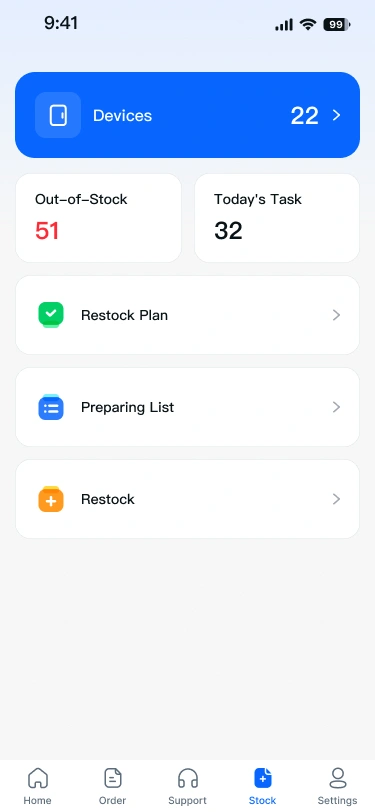 9:41
99
Devices
22
Out-of-Stock
Today's Task
51
32
Restock Plan
Preparing List
Restock
Home
Order
Support
Stock
Settings